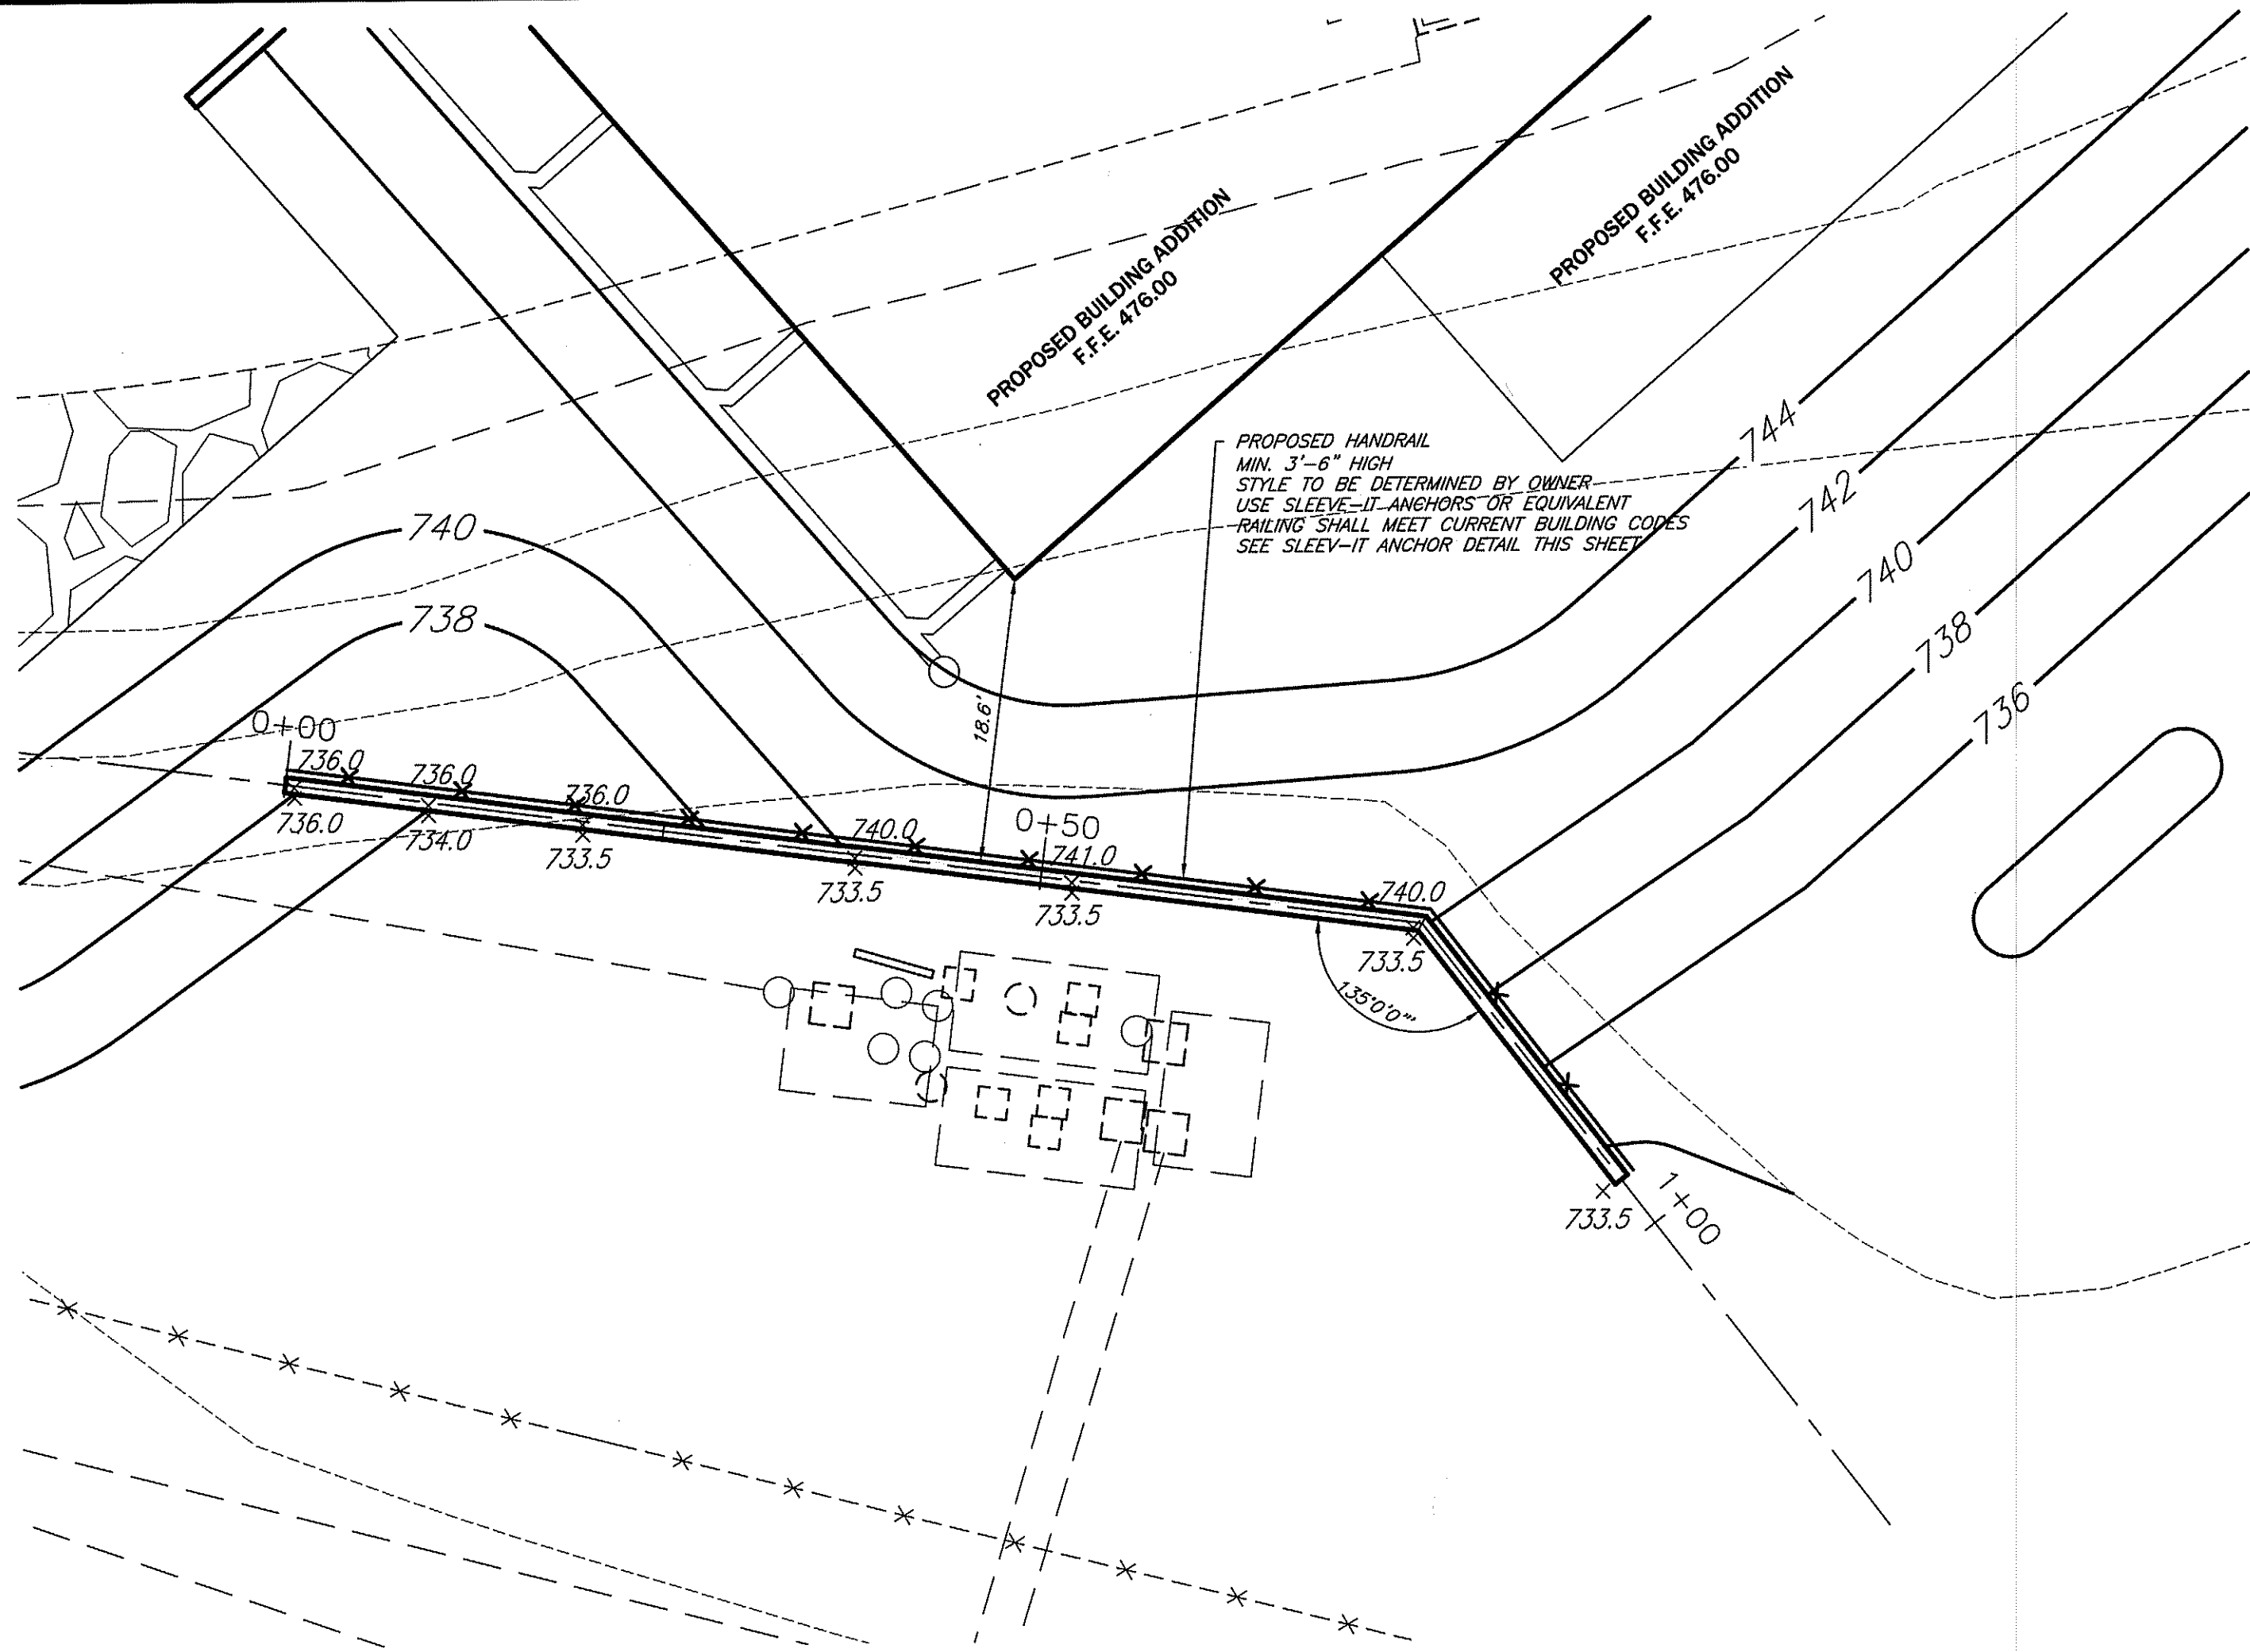 PROPOSED BUILDING ADDITION
F.F.E. 476.00
PROPOSED BUILDING ADDITION
F.F.E. 476.00
PROPOSED HANDRAIL
MIN. 3'-6" HIGH
STYLE TO BE DETERMINED BY OWNER
USE SLEEVE-IT ANCHORS OR EQUIVALENT
RAILING SHALL MEET CURRENT BUILDING CODES
SEE SLEEV-IT ANCHOR DETAIL THIS SHEET
744
742
740
738
736
740
738
18.6'
0+00
736.0
736.0
736.0
740.0
0+50
741.0
740.0
736.0
734.0
733.5
733.5
733.5
733.5
135°0'0"
733.5
1+00